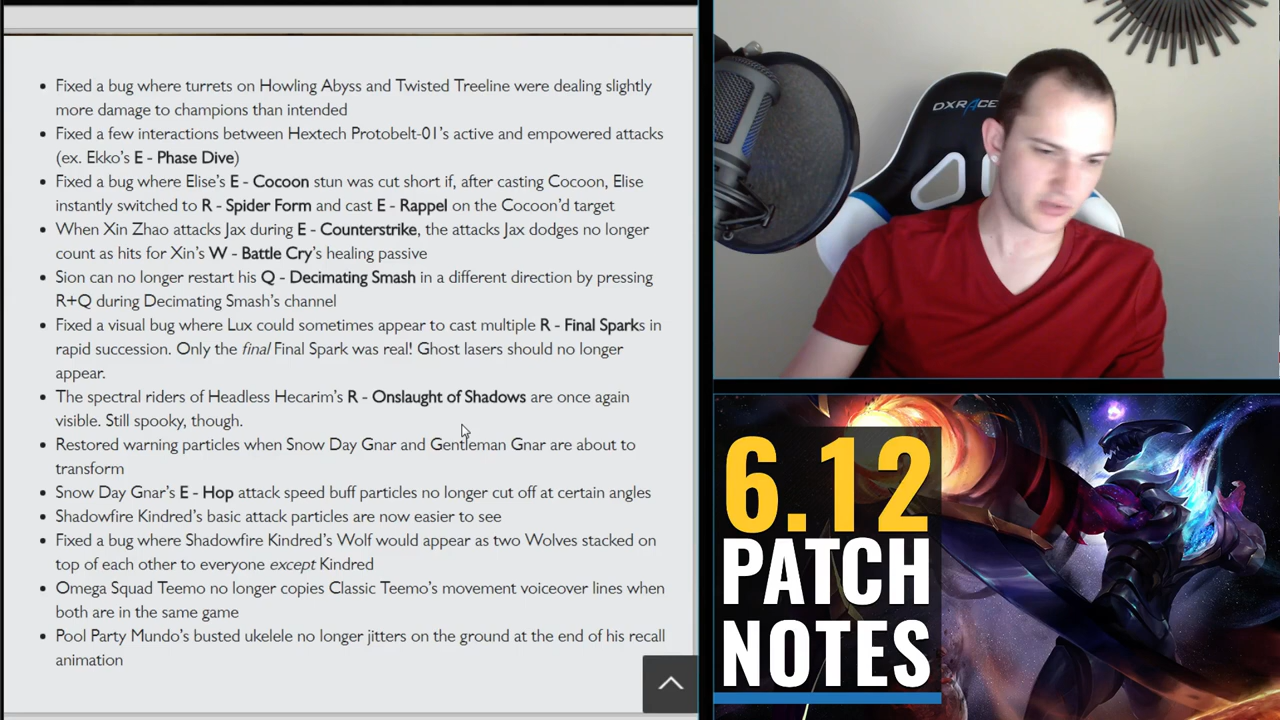 Fixed a bug where turrets on Howling Abyss and Twisted Treeline were dealing slightly
more damage to champions than intended
Fixed a few interactions between Hextech Protobelt-01's active and empowered attacks
(ex. Ekko's E - Phase Dive)
Fixed a bug where Elise's E - Cocoon stun was cut short if, after casting Cocoon, Elise
instantly switched to R - Spider Form and cast E - Rappel on the Cocoon'd target
When Xin Zhao attacks Jax during E - Counterstrike, the attacks Jax dodges no longer
count as hits for Xin's W - Battle Cry's healing passive
Sion can no longer restart his Q - Decimating Smash in a different direction by pressing
R+Q during Decimating Smash's channel
Fixed a visual bug where Lux could sometimes appear to cast multiple R - Final Sparks in
rapid succession. Only the final Final Spark was real! Ghost lasers should no longer
appear.
The spectral riders of Headless Hecarim's R - Onslaught of Shadows are once again
visible. Still spooky, though.
Restored warning particles when Snow Day Gnar and Gentleman Gnar are about to
transform
Snow Day Gnar's E - Hop attack speed buff particles no longer cut off at certain angles
Shadowfire Kindred's basic attack particles are now easier to see
Fixed a bug where Shadowfire Kindred's Wolf would appear as two Wolves stacked on
top of each other to everyone except Kindred
Omega Squad Teemo no longer copies Classic Teemo's movement voiceover lines when
both are in the same game
Pool Party Mundo's busted ukelele no longer jitters on the ground at the end of his recall
animation
DXRACE
6.12
PATCH
NOTES